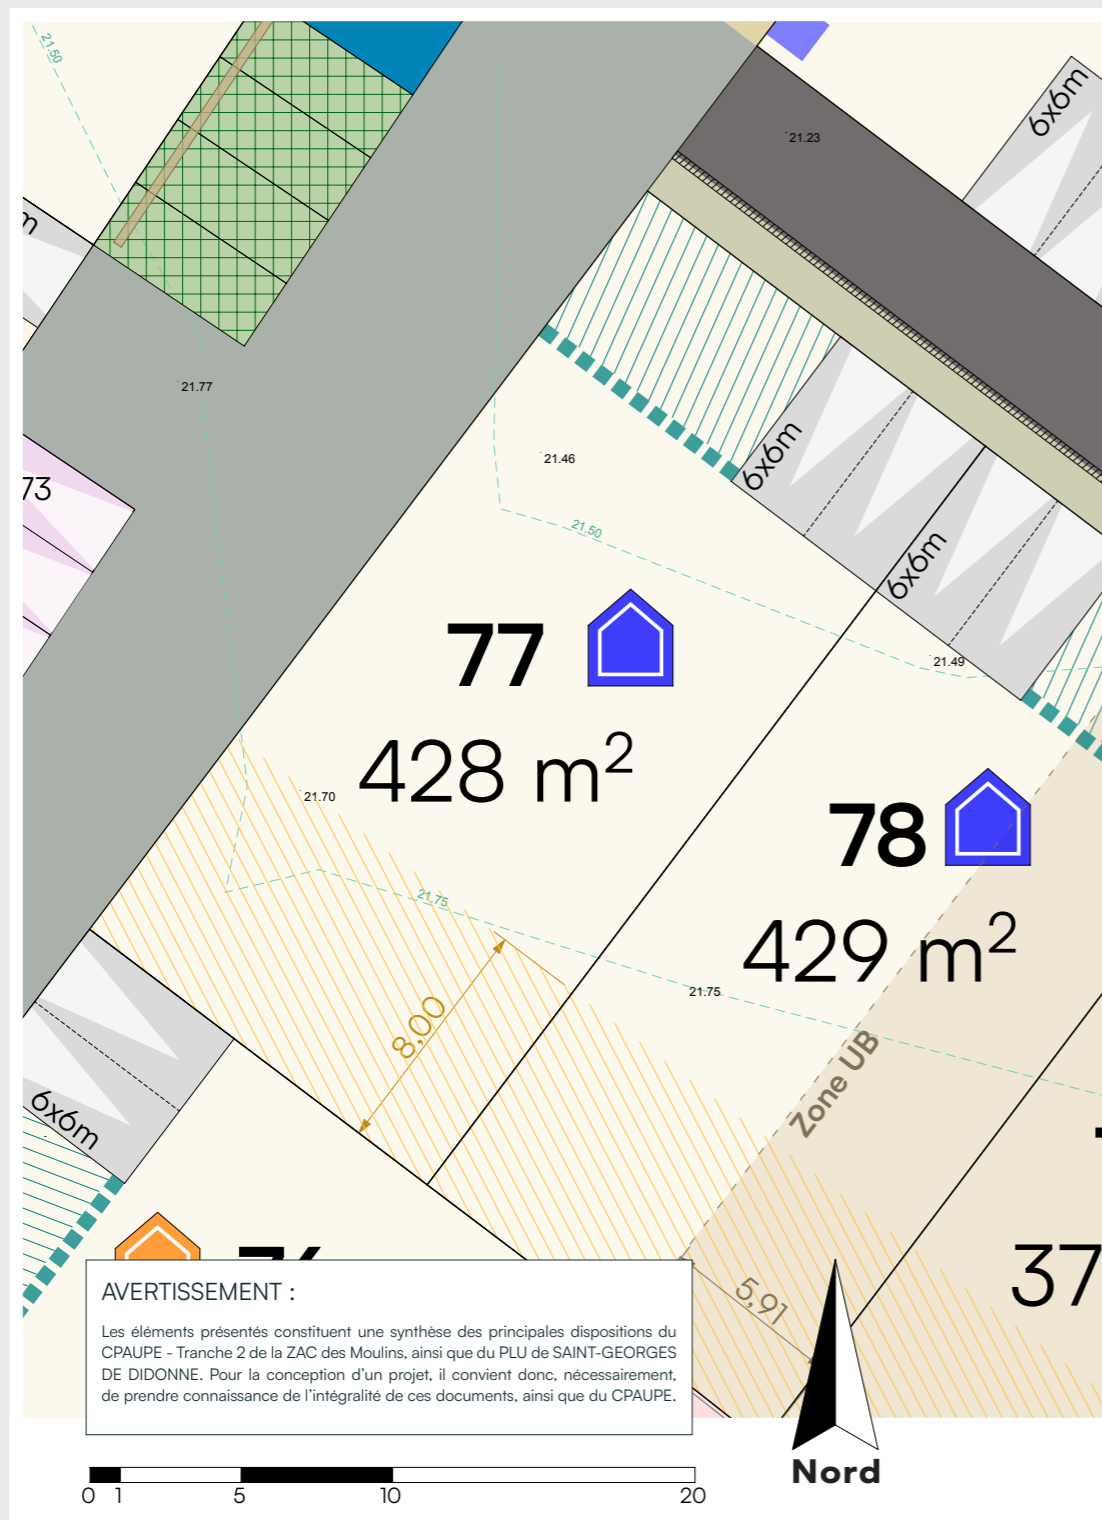 21.50
6x6m
21.23
m
21.77
21.46
73
6x6m
21.50
6x6m
77
21.49
428 m²
21.70
78
21.75
429 m²
21.75
8,00
Zone UB
6x6m
37
5,91
AVERTISSEMENT :
Les éléments présentés constituent une synthèse des principales dispositions du
CPAUPE - Tranche 2 de la ZAC des Moulins, ainsi que du PLU de SAINT-GEORGES
DE DIDONNE. Pour la conception d'un projet, il convient donc, nécessairement,
de prendre connaissance de l'intégralité de ces documents, ainsi que du CPAUPE.
Nord
0 1 5 10 20